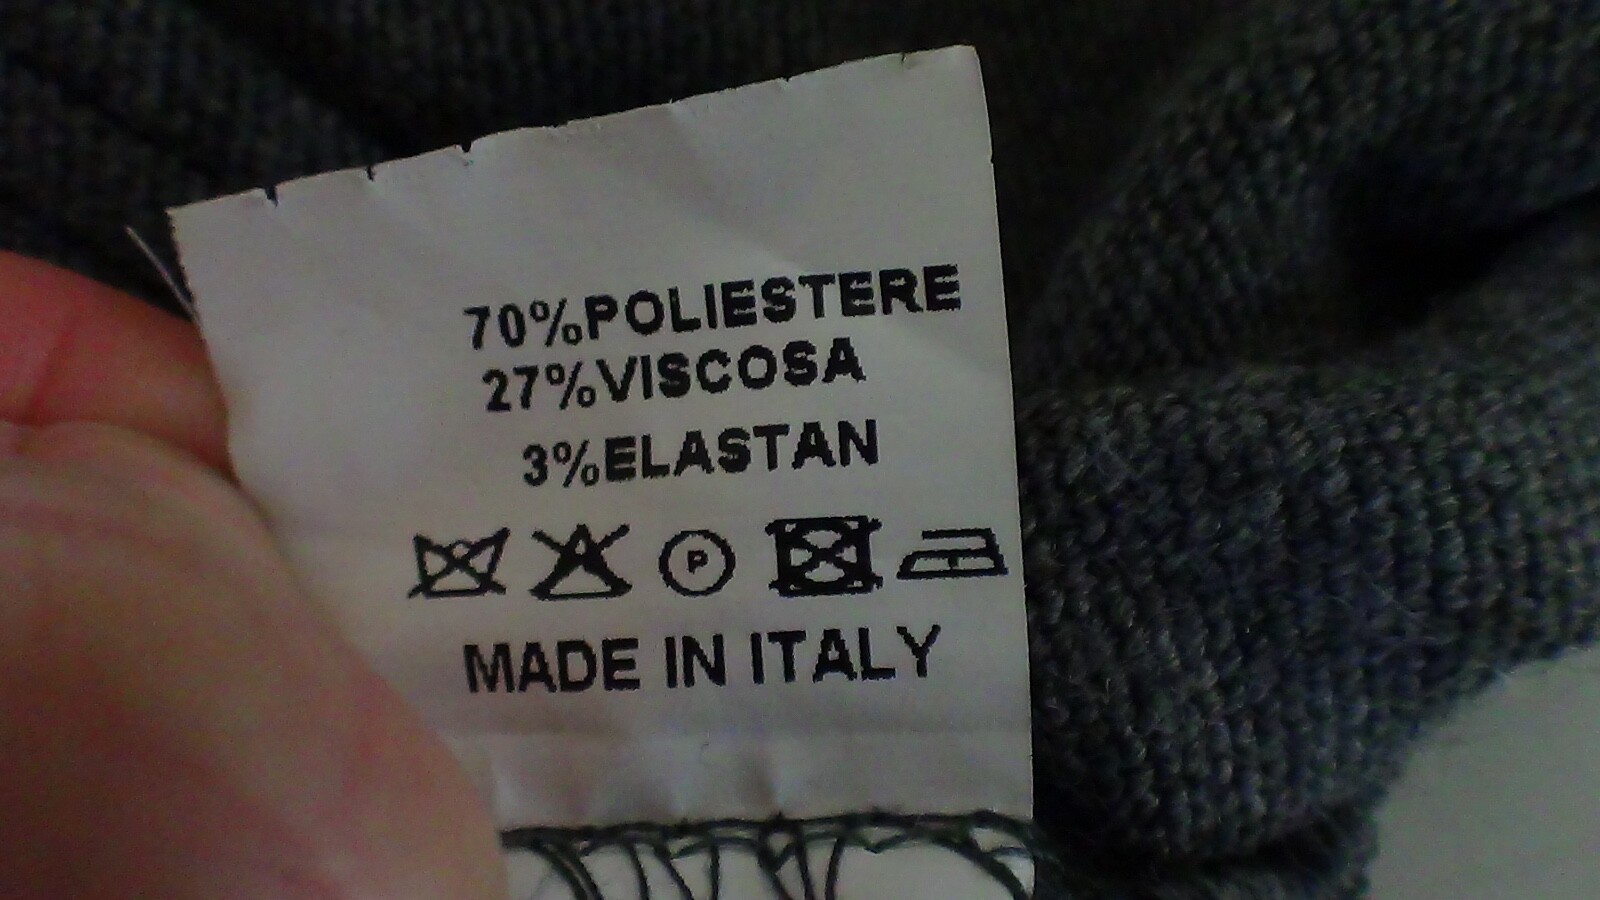 70%POLIESTERE
27%VISCOSA
3%ELASTAN
P
MADE IN ITALY